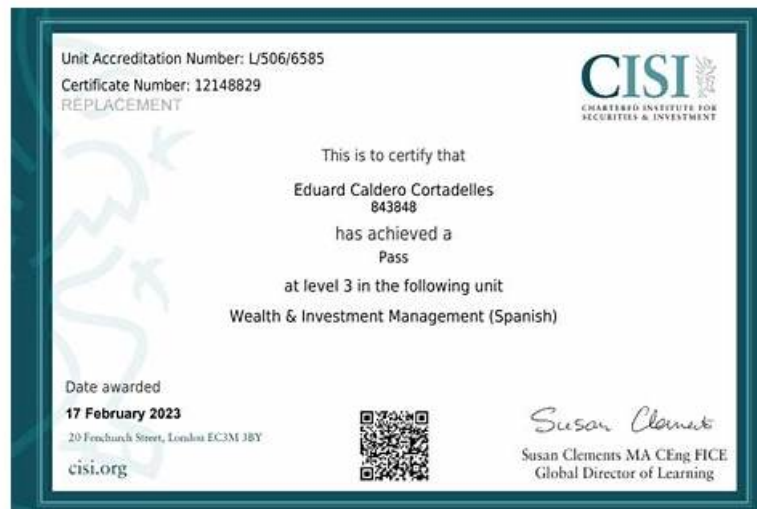 Unit Accreditation Number: L/506/6585
Certificate Number: 12148829
REPLACEMENT
CISI
CHARTERED INSTITUTE FOR
SECURITIES & INVESTMENT
This is to certify that
Eduard Caldero Cortadelles
843848
has achieved a
Pass
at level 3 in the following unit
Wealth & Investment Management (Spanish)
Date awarded
17 February 2023
20 Fenchurch Street, London EC3M 3BY
cisi.org
Susan Clements
Susan Clements MA CEng FICE
Global Director of Learning